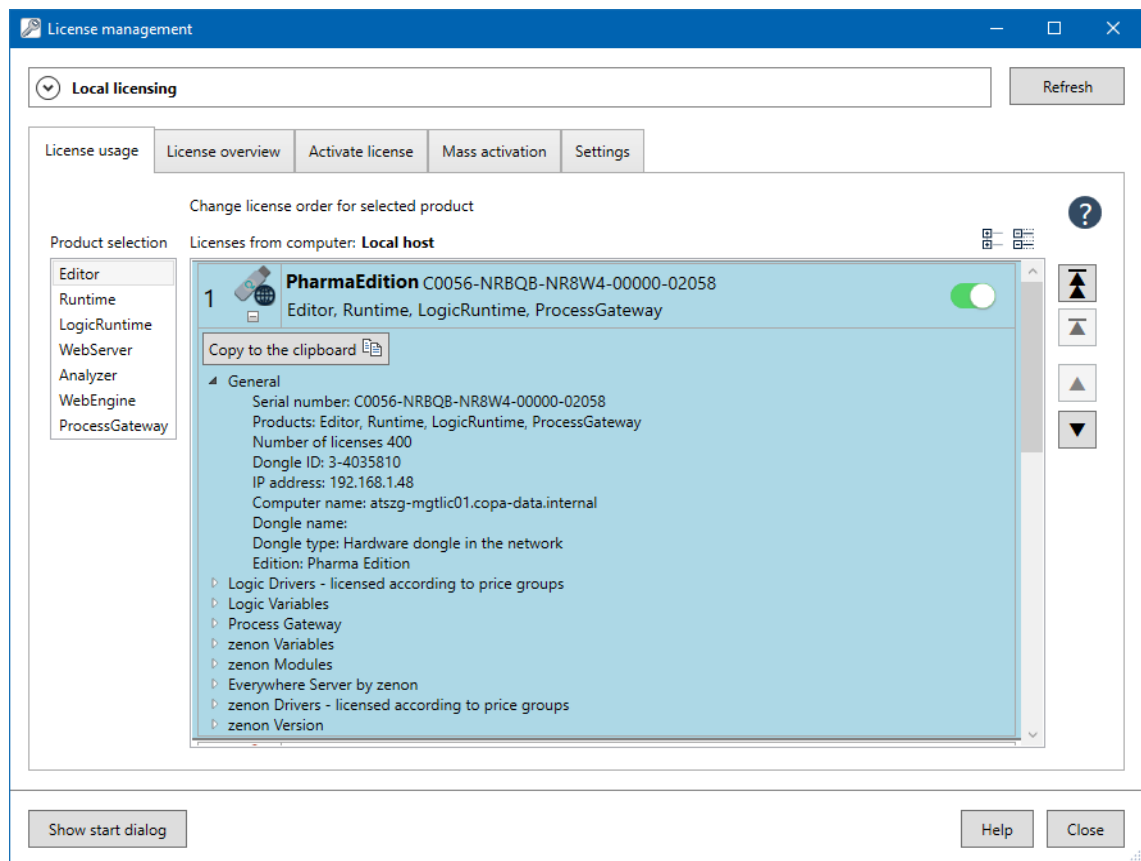 License management
Local licensing
Refresh
License usage
License overview
Activate license
Mass activation
Settings
Change license order for selected product
Product selection
Licenses from computer: Local host
Editor
Runtime
LogicRuntime
WebServer
Analyzer
WebEngine
ProcessGateway
1
PharmaEdition C0056-NRBQB-NR8W4-00000-02058
Editor, Runtime, LogicRuntime, ProcessGateway
Copy to the clipboard
General
Serial number: C0056-NRBQB-NR8W4-00000-02058
Products: Editor, Runtime, LogicRuntime, ProcessGateway
Number of licenses 400
Dongle ID: 3-4035810
IP address: 192.168.1.48
Computer name: atszg-mgtlic01.copa-data.internal
Dongle name:
Dongle type: Hardware dongle in the network
Edition: Pharma Edition
Logic Drivers - licensed according to price groups
Logic Variables
Process Gateway
zenon Variables
zenon Modules
Everywhere Server by zenon
zenon Drivers - licensed according to price groups
zenon Version
?
Show start dialog
Help
Close